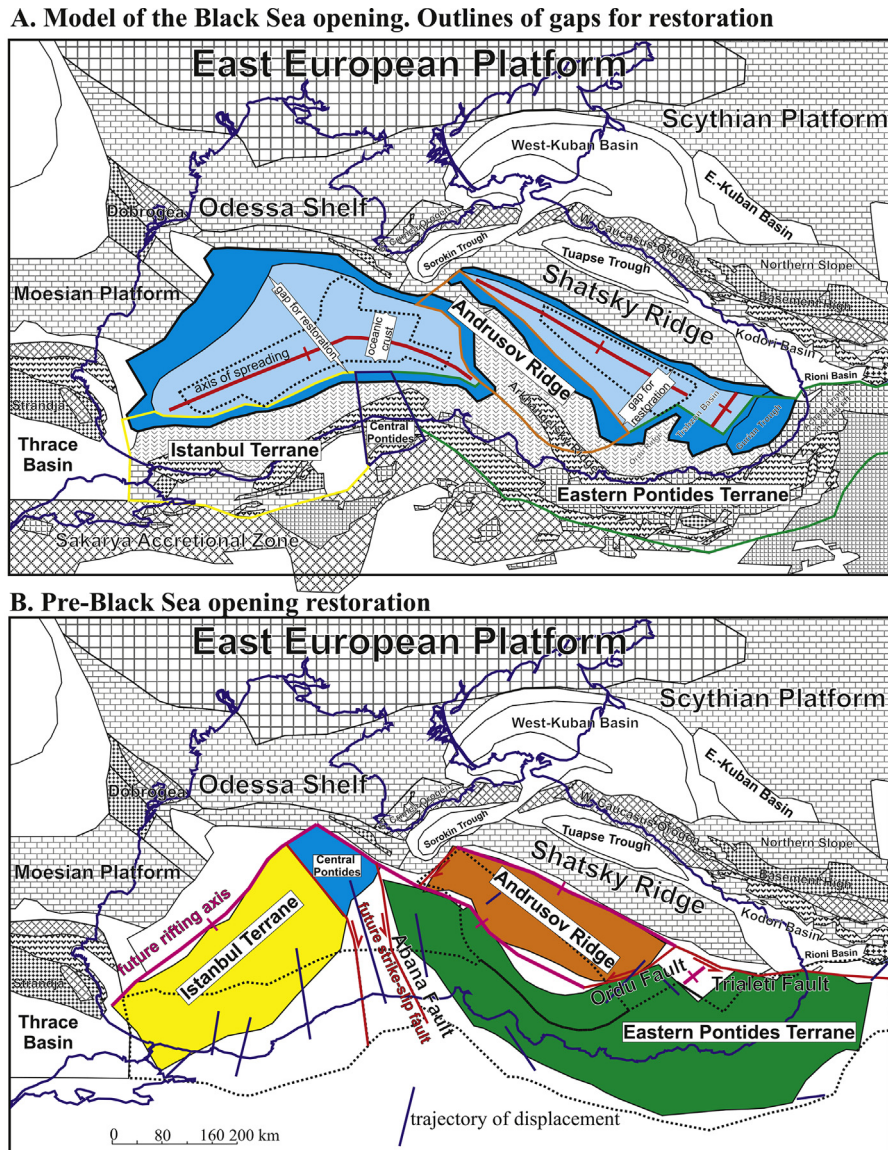 A. Model of the Black Sea opening. Outlines of gaps for restoration
East European Platform
Scythian Platform
West-Kuban Basin
E.-Kuban Basin
Dobrogea
Odessa Shelf
Crimean Orogen
W.-Caucasus Orogen
Sorokin Trough
Tuapse Trough
Northern Slope
Moesian Platform
Shatsky Ridge
Basement High
gap for restoration
oceanic crust
Andrusov Ridge
Kodori Basin
Rioni Basin
axis of spreading
gap for restoration
Strandja
Thrace Basin
Istanbul Terrane
Central Pontides
Eastern Pontides Terrane
Sakarya Accretional Zone
B. Pre-Black Sea opening restoration
East European Platform
Scythian Platform
West-Kuban Basin
E.-Kuban Basin
Dobrogea
Odessa Shelf
Crimean Orogen
W.-Caucasus Orogen
Sorokin Trough
Tuapse Trough
Northern Slope
Moesian Platform
Central Pontides
Shatsky Ridge
Basement High
Andrusov Ridge
Kodori Basin
future rifting axis
Istanbul Terrane
Rioni Basin
Strandja
future strike-slip fault
Abana Fault
Ordu Fault
Trialeti Fault
Thrace Basin
Eastern Pontides Terrane
trajectory of displacement
0 80 160 200 km